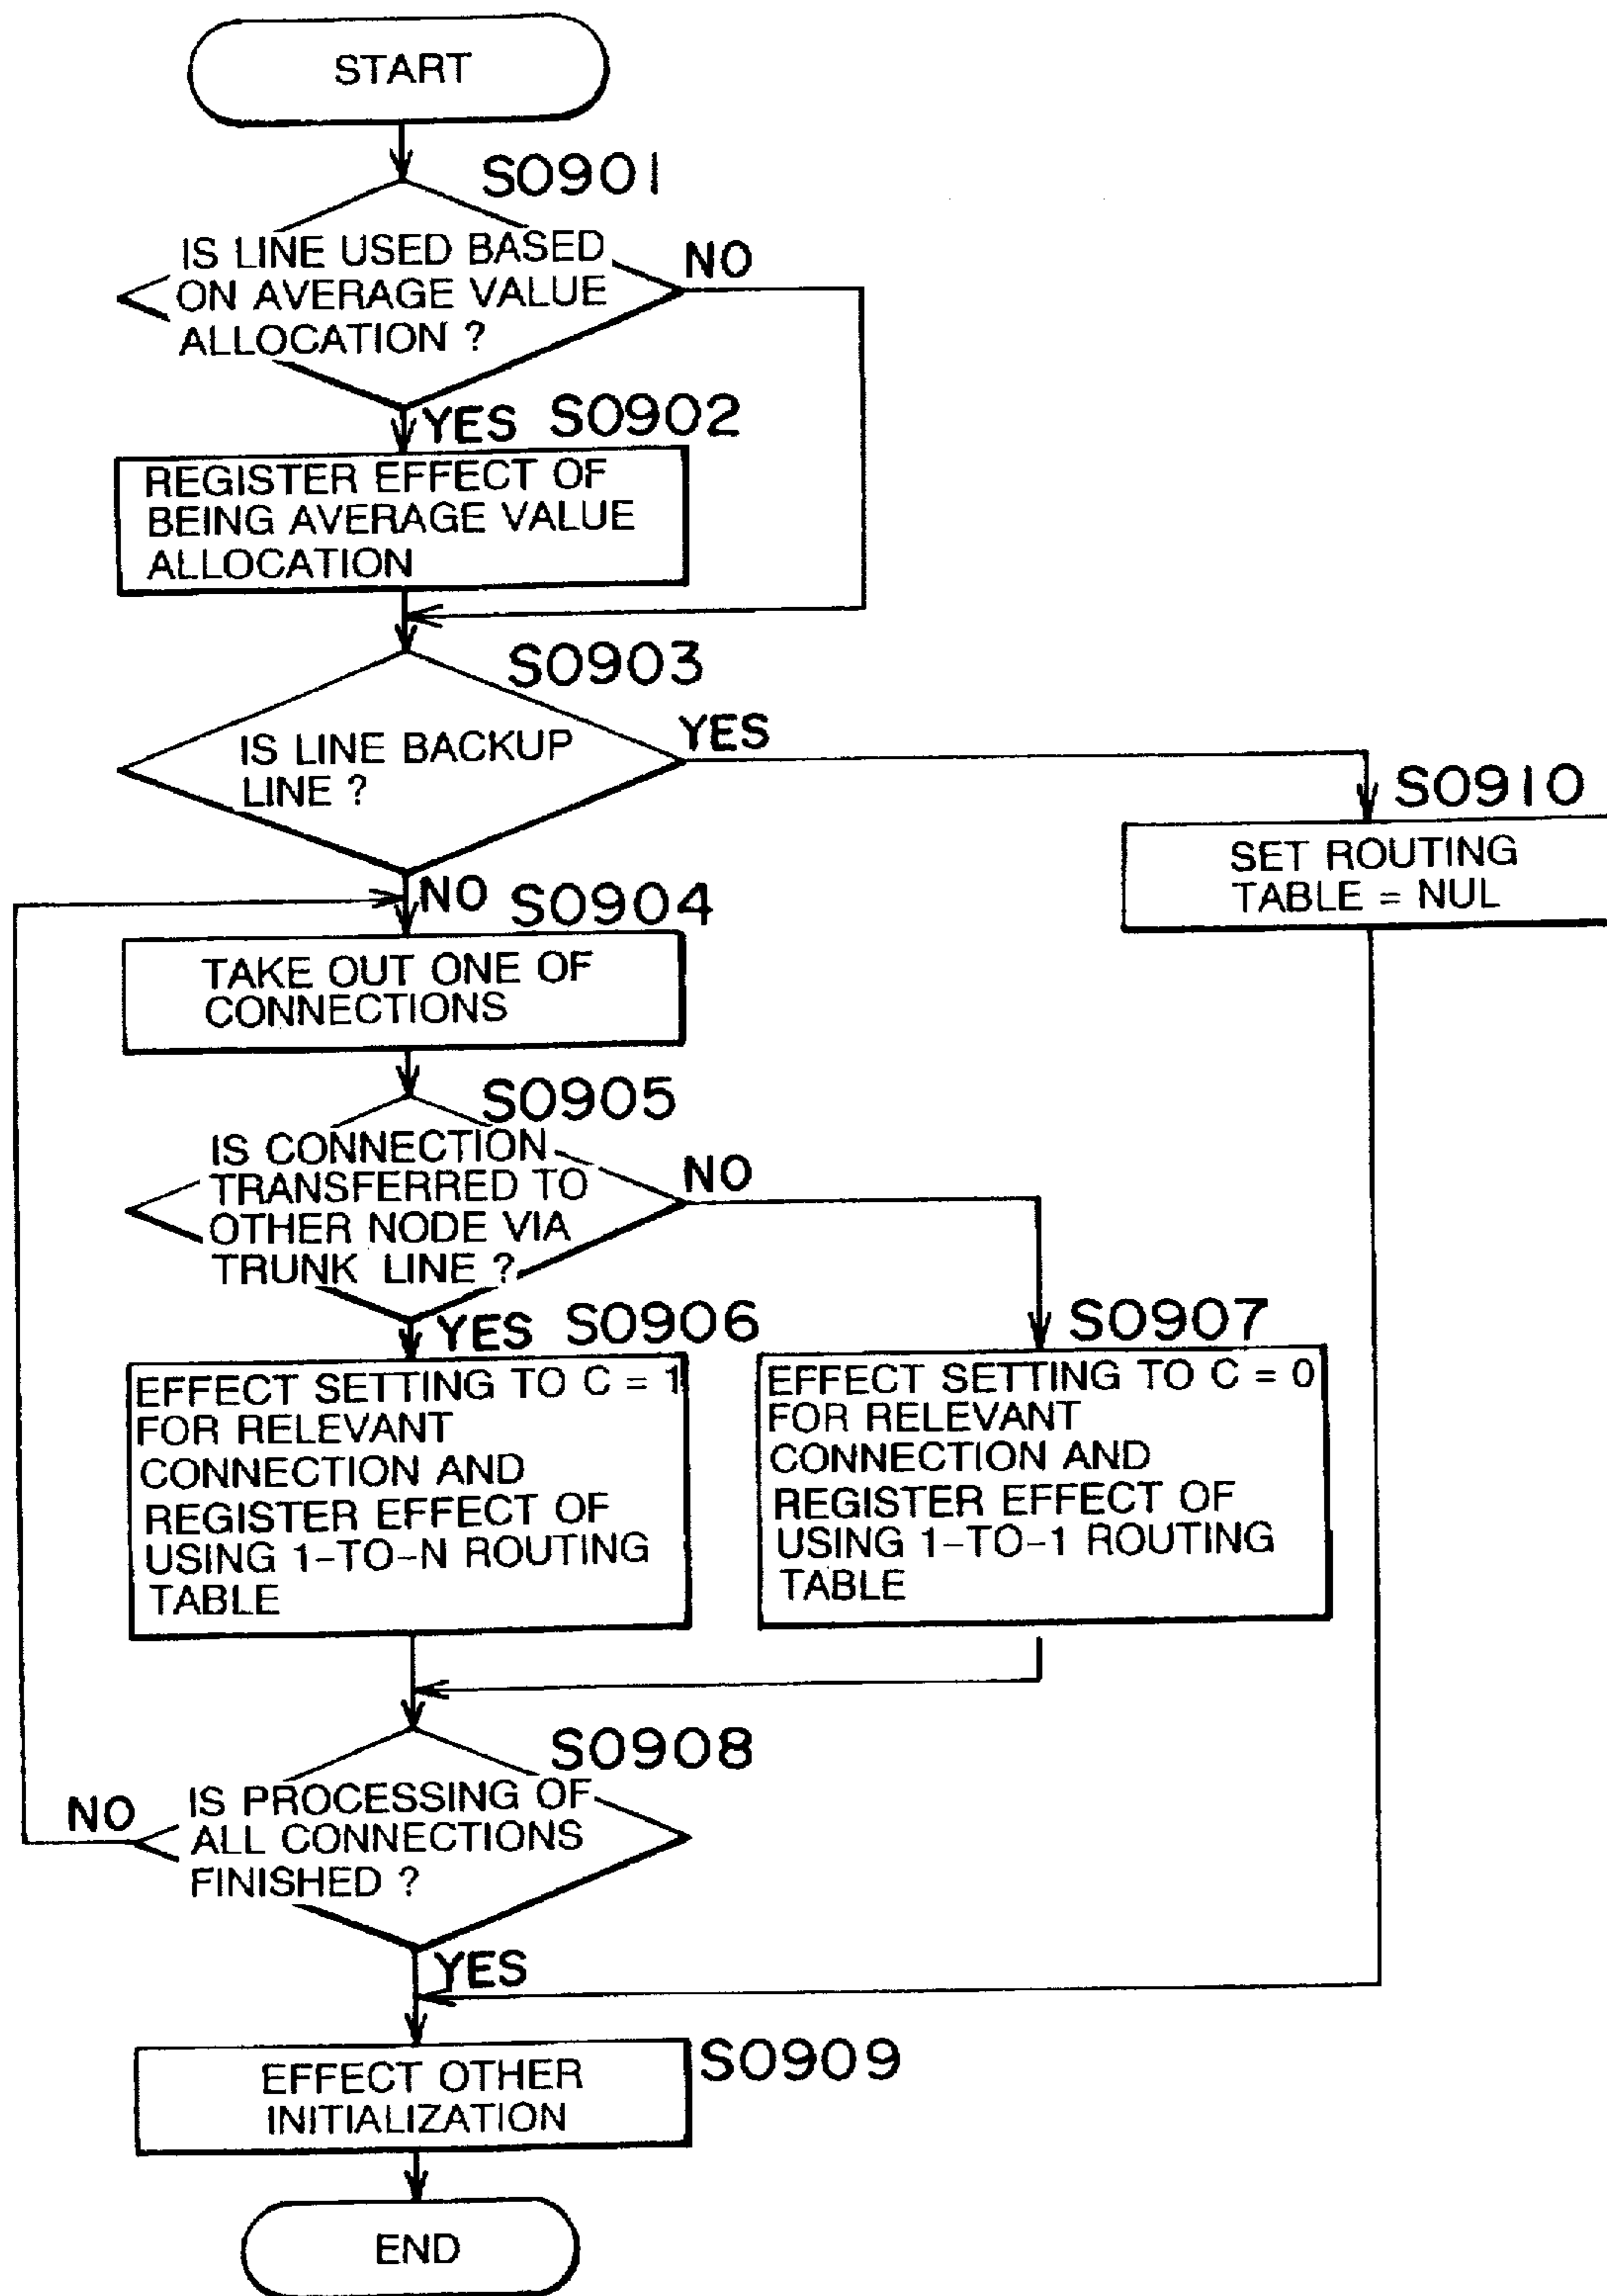 START
S0901
IS LINE USED BASED
ON AVERAGE VALUE
ALLOCATION ?
NO
YES
S0902
REGISTER EFFECT OF
BEING AVERAGE VALUE
ALLOCATION
S0903
IS LINE BACKUP
LINE ?
YES
S0910
SET ROUTING
TABLE = NUL
NO
S0904
TAKE OUT ONE OF
CONNECTIONS
S0905
IS CONNECTION
TRANSFERRED TO
OTHER NODE VIA
TRUNK LINE ?
NO
YES
S0906
EFFECT SETTING TO C = 1
FOR RELEVANT
CONNECTION AND
REGISTER EFFECT OF
USING 1-TO-N ROUTING
TABLE
S0907
EFFECT SETTING TO C = 0
FOR RELEVANT
CONNECTION AND
REGISTER EFFECT OF
USING 1-TO-1 ROUTING
TABLE
S0908
IS PROCESSING OF
ALL CONNECTIONS
FINISHED ?
NO
YES
S0909
EFFECT OTHER
INITIALIZATION
END